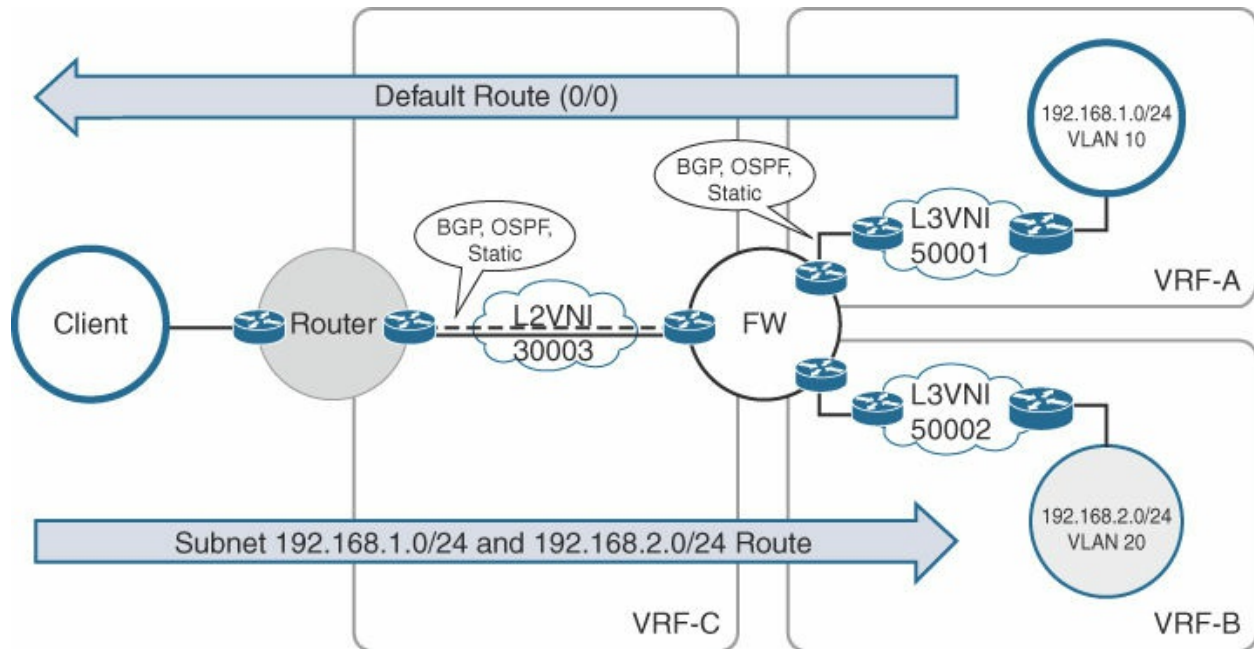 Default Route (0/0)
192.168.1.0/24
VLAN 10
BGP, OSPF,
Static
L3VNI
50001
VRF-A
BGP, OSPF,
Static
Client
Router
L2VNI
30003
FW
L3VNI
50002
192.168.2.0/24
VLAN 20
Subnet 192.168.1.0/24 and 192.168.2.0/24 Route
VRF-C
VRF-B